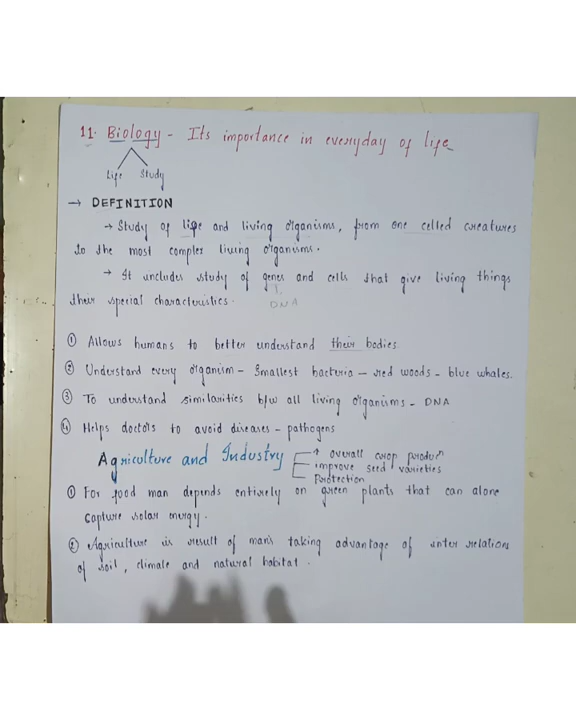 11. Biology - Its importance in everyday of life
Life Study
→ DEFINITION
→ Study of life and living organisms, from one celled creatures
to the most complex living organisms.
→ It includes study of genes and cells that give living things
DNA
their special characteristics.
① Allows humans to better understand their bodies
② Understand every organism - Smallest bacteria - red woods - blue whales.
③ To understand similarities b/w all living organisms - DNA
④ Helps doctors to avoid diseases - pathogens
Agriculture and Industry
↑ overall crop producⁿ
improve seed varieties
Protection
① For food man depends entirely on green plants that can alone
capture solar energy.
② Agriculture is result of man's taking advantage of inter relations
of soil, climate and natural habitat.